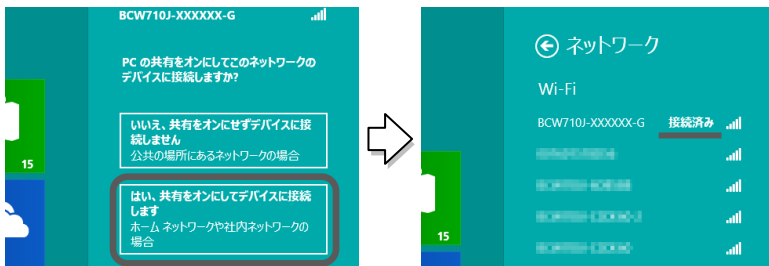 BCW710J-XXXXXX-G
PC の共有をオンにしてこのネットワークの
デバイスに接続しますか?
いいえ、共有をオンにせずデバイスに接
続しません
公共の場所にあるネットワークの場合
はい、共有をオンにしてデバイスに接続
します
ホーム ネットワークや社内ネットワークの
場合
15
ネットワーク
Wi-Fi
BCW710J-XXXXXX-G 接続済み
15